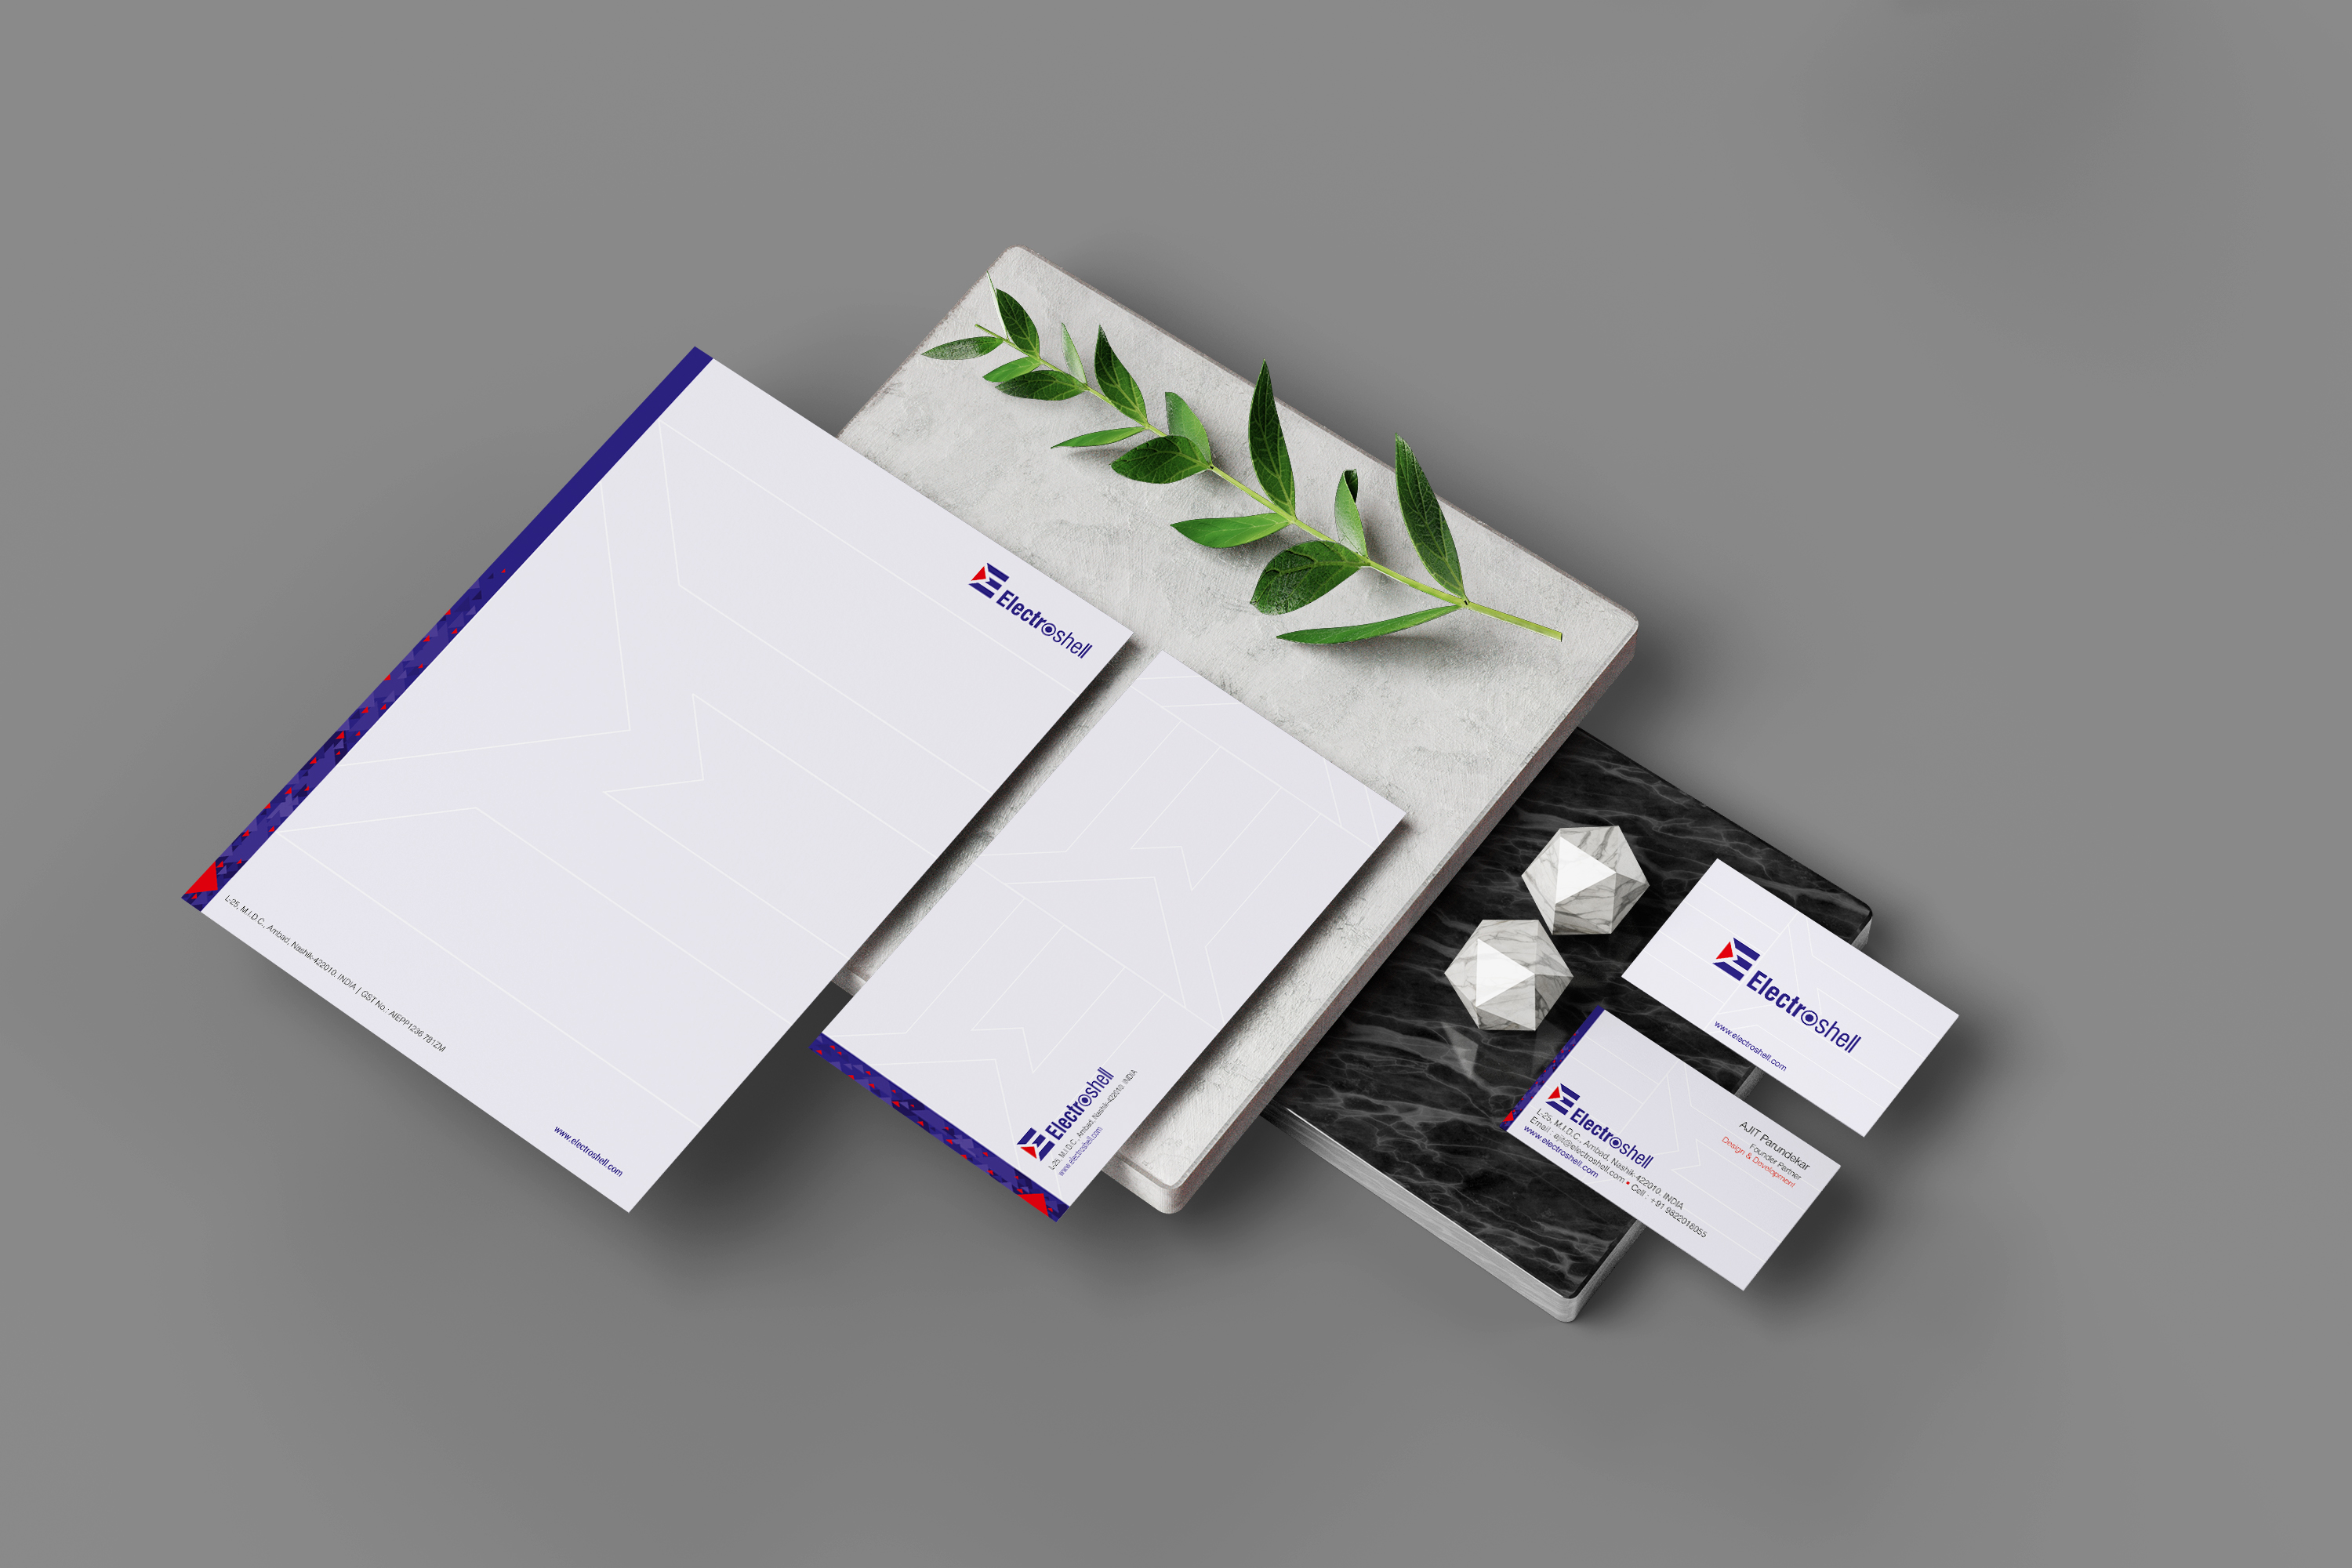 Electroshell
L-25, M.I.D.C., Ambad, Nashik-422010. INDIA | GST No.: AIEPP1236 781ZM
www.electroshell.com
Electroshell
L-25, M.I.D.C., Ambad, Nashik-422010. INDIA
www.electroshell.com
Electroshell
www.electroshell.com
AJIT Parundekar
Founder Partner
Design & Development
Electroshell
L-25, M.I.D.C., Ambad, Nashik-422010. INDIA
Email : ajit@electroshell.com • Cell : +91 9822018055
www.electroshell.com